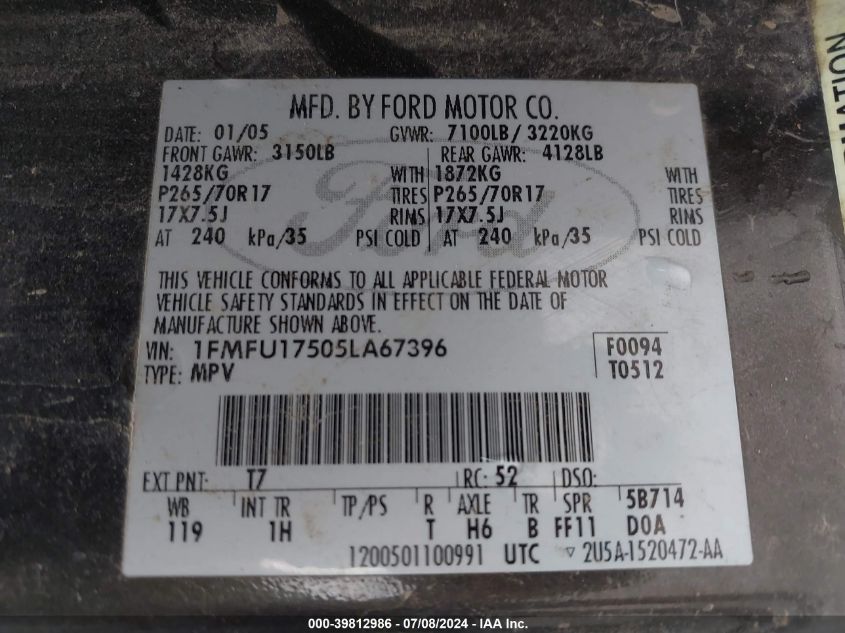 MFD. BY FORD MOTOR CO.
DATE: 01/05 GVWR: 7100LB/ 3220KG
FRONT GAWR: 3150LB REAR GAWR: 4128LB
1428KG WITH 1872KG WITH
P265/70R17 TIRES P265/70R17 TIRES
17X7.5J RIMS 17X7.5J RIMS
AT 240 kPa/35 PSI COLD AT 240 kPa/35 PSI COLD
Ford
THIS VEHICLE CONFORMS TO ALL APPLICABLE FEDERAL MOTOR
VEHICLE SAFETY STANDARDS IN EFFECT ON THE DATE OF
MANUFACTURE SHOWN ABOVE.
VIN: 1FMFU17505LA67396 F0094
TYPE: MPV T0512
EXT PNT: T7 RC: 52 DSO:
WB INT TR TP/PS R AXLE TR SPR 5B714
119 1H T H6 B FF11 D0A
1200501100991 UTC ▽ 2U5A-1520472-AA
RMATION
000-39812986 / 07/08/2024 - IAA Inc.